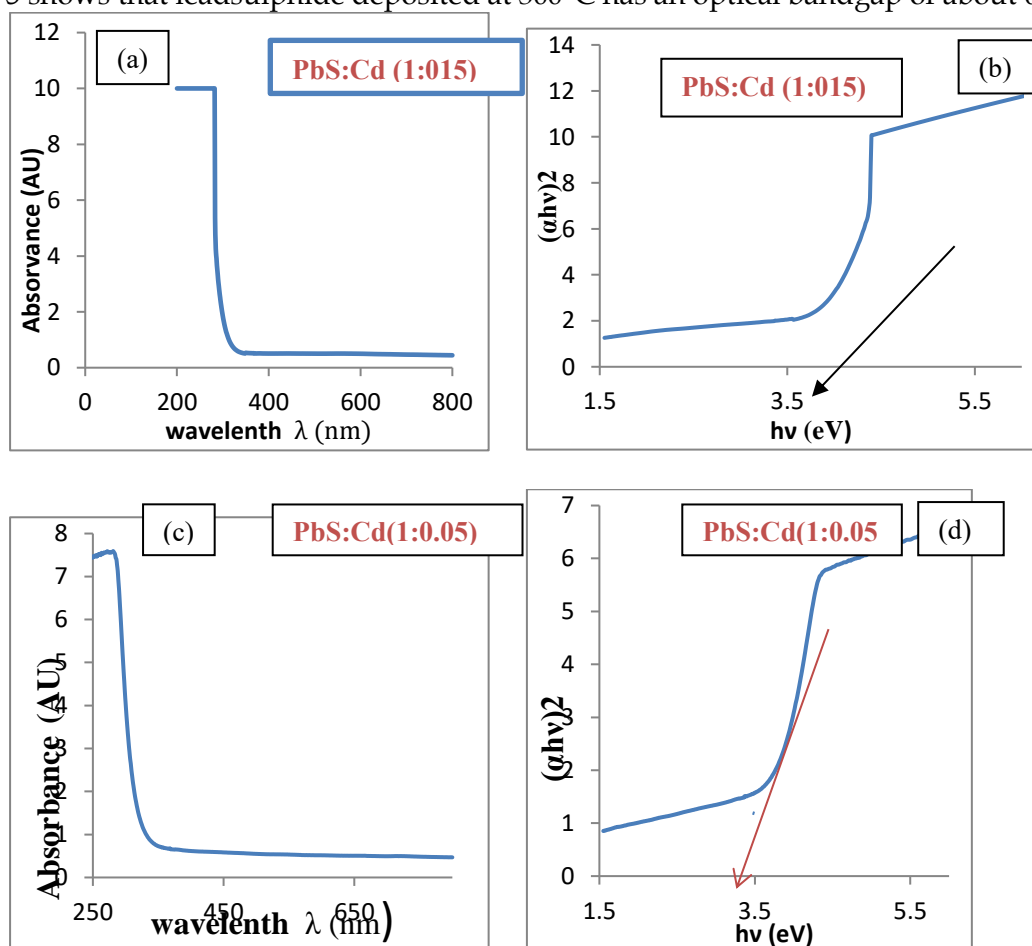 shows that leadsulphide deposited at 300°C has an optical bandgap of about
(a)
PbS:Cd (1:015)
12
10
8
6
4
2
0
Absorvance (AU)
0 200 400 600 800
wavelenth λ (nm)
(b)
PbS:Cd (1:015)
14
12
10
8
6
4
2
0
(αhv)2
1.5 3.5 5.5
hv (eV)
(c)
PbS:Cd(1:0.05)
8
7
6
5
4
3
2
1
0
Absorbance (AU)
250 450 650
wavelenth λ (nm)
(d)
PbS:Cd(1:0.05
7
6
5
4
3
2
1
0
(αhv)2
1.5 3.5 5.5
hv (eV)